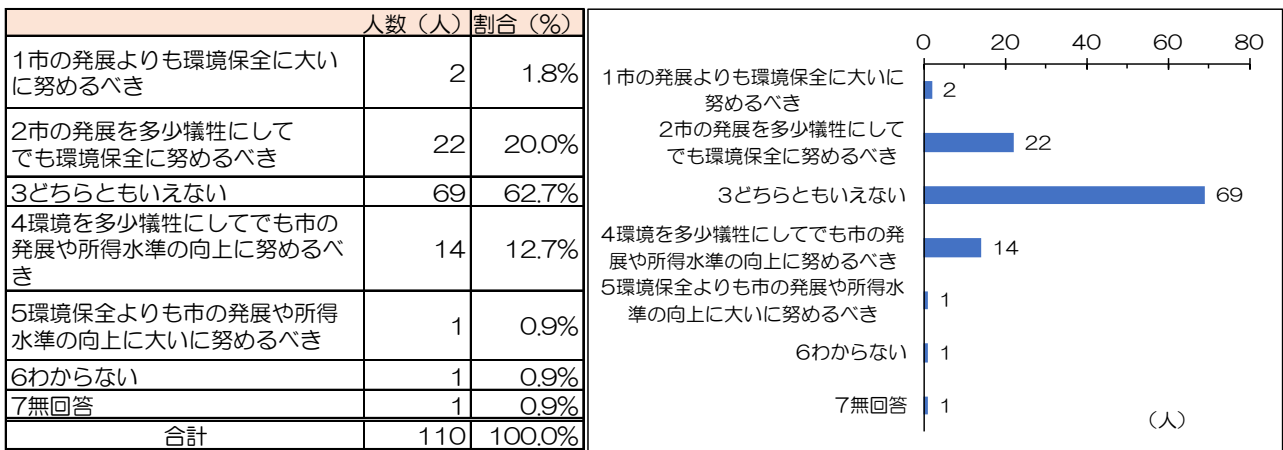 人数（人） 割合（%）
1市の発展よりも環境保全に大い
に努めるべき 2 1.8%
2市の発展を多少犠牲にして
でも環境保全に努めるべき 22 20.0%
3どちらともいえない 69 62.7%
4環境を多少犠牲にしてでも市の
発展や所得水準の向上に努めるべ
き 14 12.7%
5環境保全よりも市の発展や所得
水準の向上に大いに努めるべき 1 0.9%
6わからない 1 0.9%
7無回答 1 0.9%
合計 110 100.0%
0 20 40 60 80
1市の発展よりも環境保全に大いに
努めるべき 2
2市の発展を多少犠牲にして
でも環境保全に努めるべき 22
3どちらともいえない 69
4環境を多少犠牲にしてでも市の発
展や所得水準の向上に努めるべき 14
5環境保全よりも市の発展や所得水
準の向上に大いに努めるべき 1
6わからない 1
7無回答 1
（人）